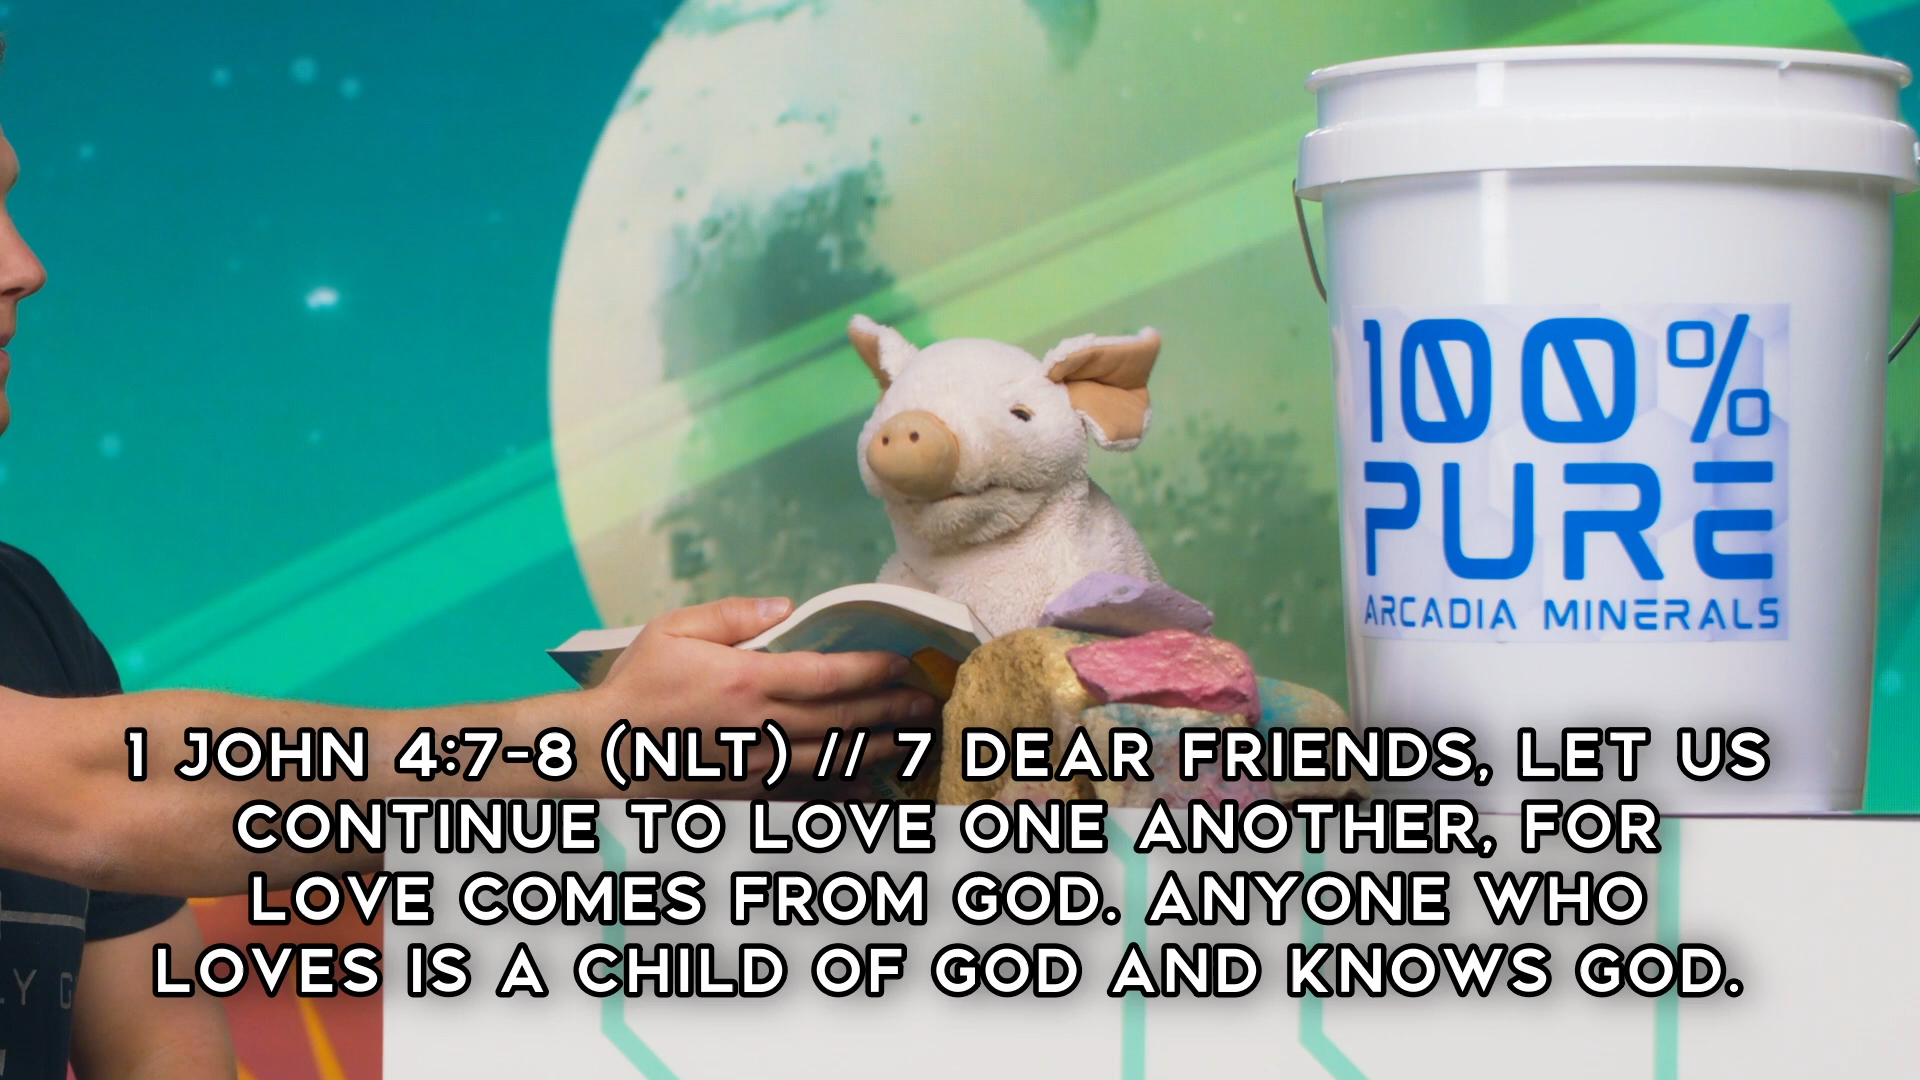 100%
PURE
ARCADIA MINERALS
1 JOHN 4:7-8 (NLT) // 7 DEAR FRIENDS, LET US
CONTINUE TO LOVE ONE ANOTHER, FOR
LOVE COMES FROM GOD. ANYONE WHO
LOVES IS A CHILD OF GOD AND KNOWS GOD.